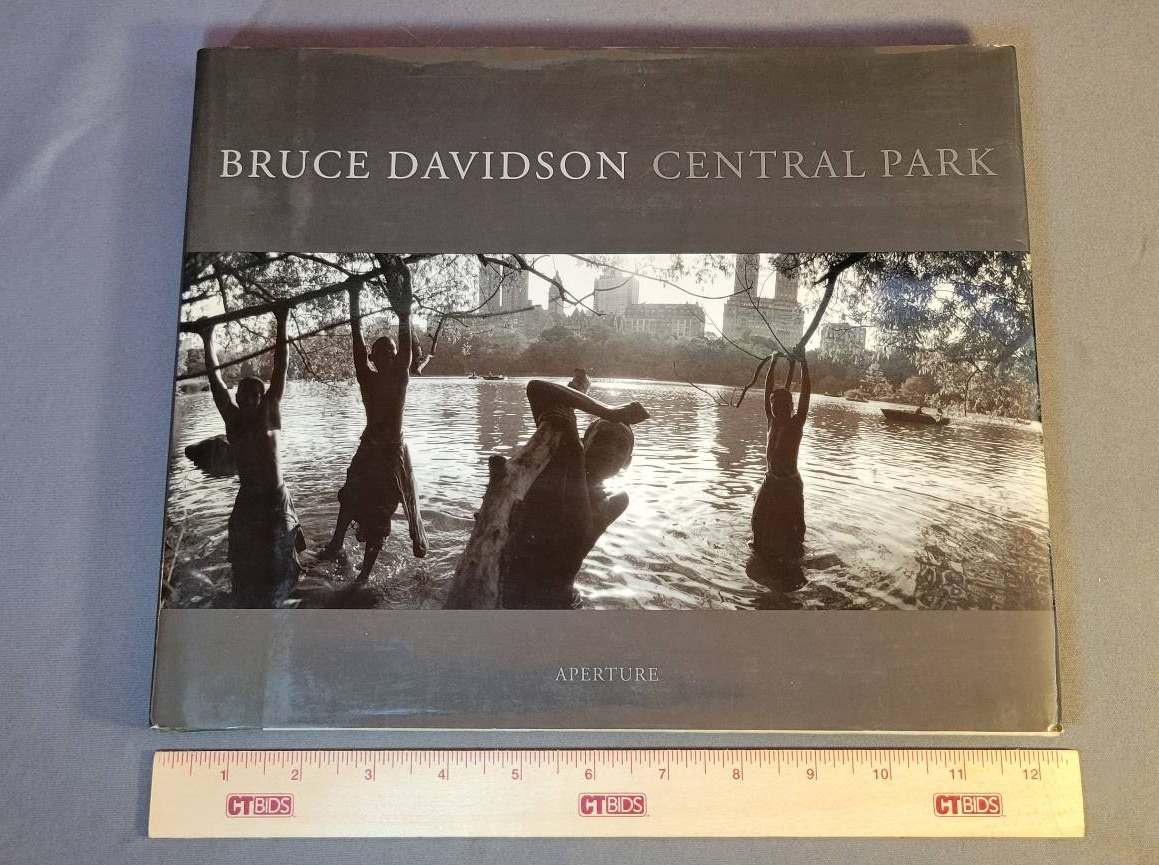 BRUCE DAVIDSON CENTRAL PARK
APERTURE
1 2 3 4 5 6 7 8 9 10 11 12
CTBIDS CTBIDS CTBIDS